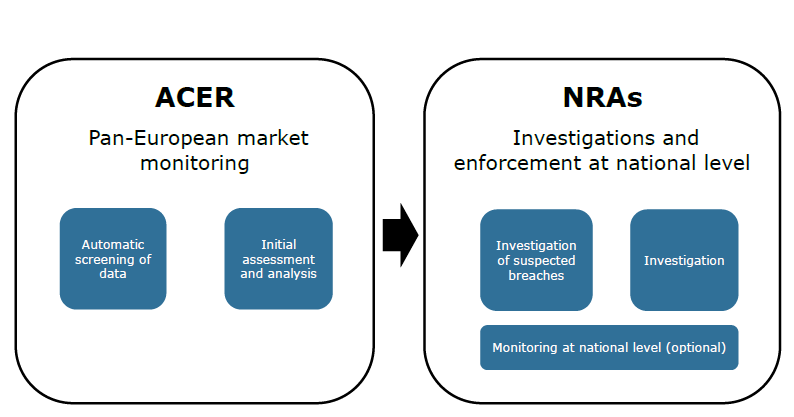 ACER
Pan-European market
monitoring
Automatic
screening of
data
Initial
assessment
and analysis
NRAs
Investigations and
enforcement at national level
Investigation
of suspected
breaches
Investigation
Monitoring at national level (optional)